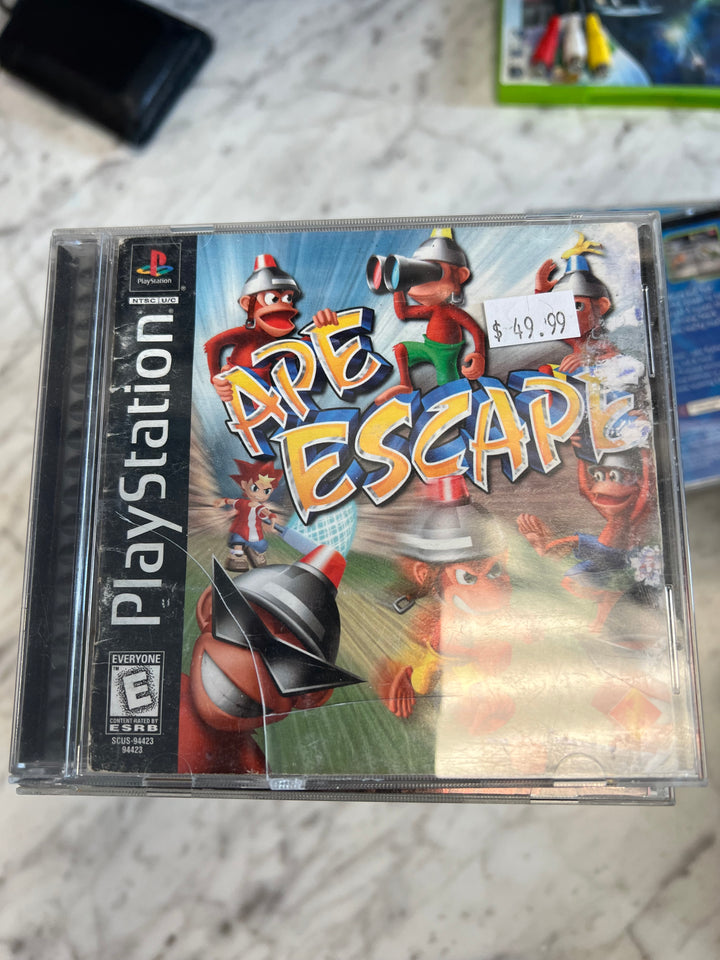 PlayStation
NTSC U/C
PlayStation
$ 49.99
APE
ESCAPE
EVERYONE
E
CONTENT RATED BY
ESRB
SCUS-94423
94423